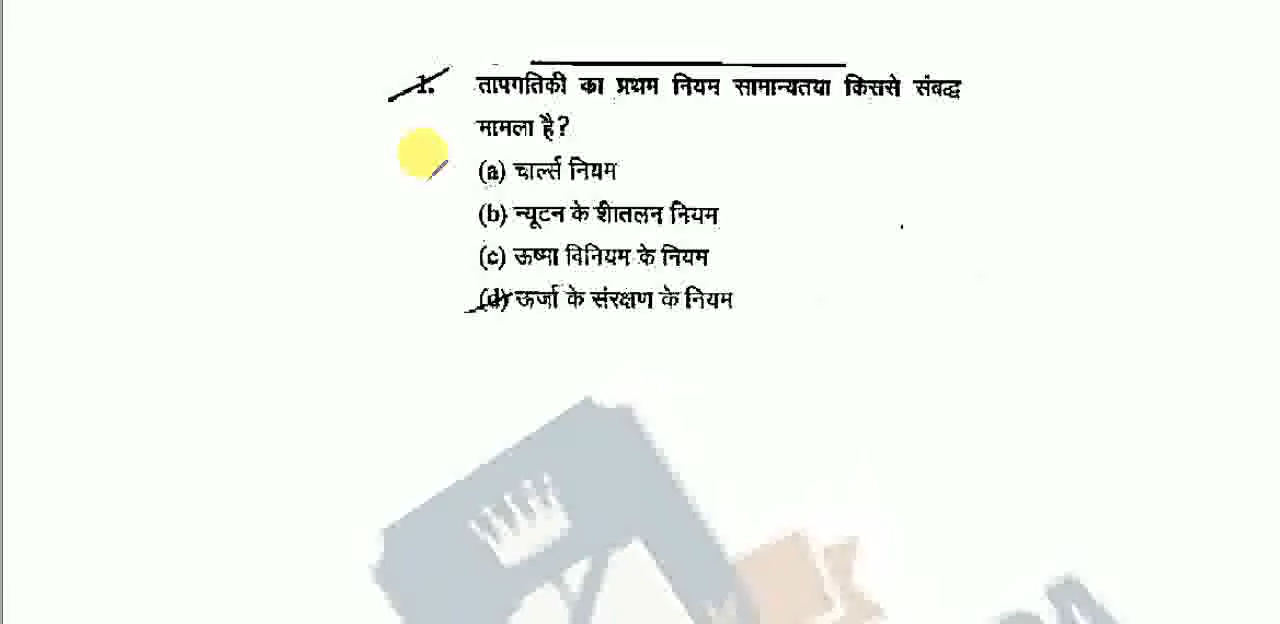 1. तापगतिकी का प्रथम नियम सामान्यतया किससे संबद्ध
मामला है?
(a) चार्ल्स नियम
(b) न्यूटन के शीतलन नियम
(c) ऊष्मा विनियम के नियम
(d) ऊर्जा के संरक्षण के नियम